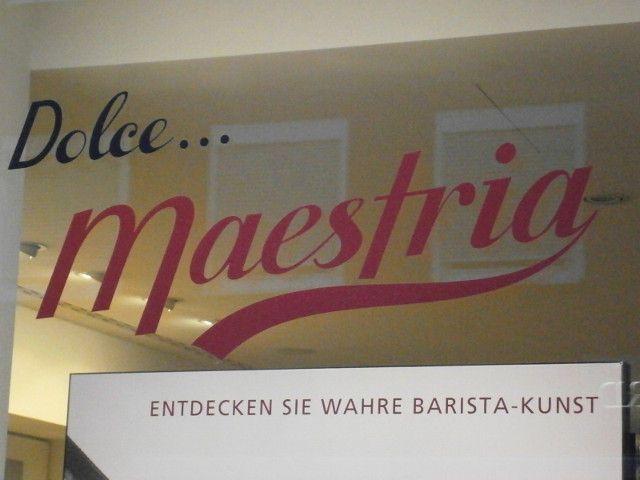 Dolce...
Maestria
ENTDECKEN SIE WAHRE BARISTA-KUNST